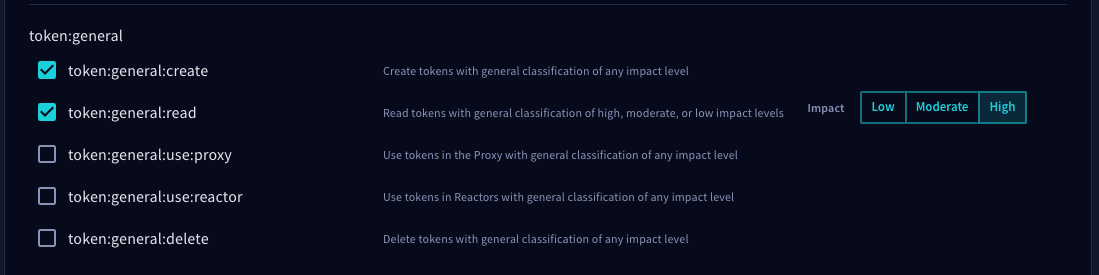 token:general
token:general:create Create tokens with general classification of any impact level
token:general:read Read tokens with general classification of high, moderate, or low impact levels Impact Low Moderate High
token:general:use:proxy Use tokens in the Proxy with general classification of any impact level
token:general:use:reactor Use tokens in Reactors with general classification of any impact level
token:general:delete Delete tokens with general classification of any impact level